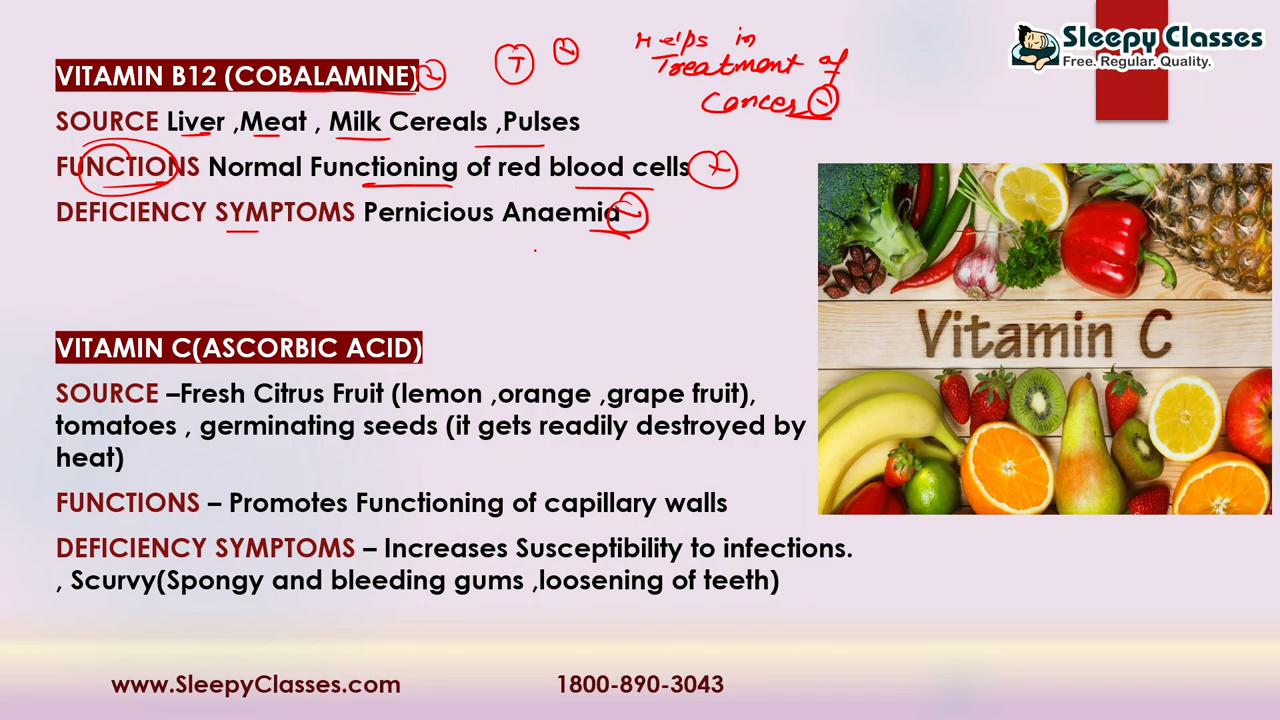 Helps in
Treatment of
Cancer
Sleepy Classes
Free. Regular. Quality.
VITAMIN B12 (COBALAMINE)
T
SOURCE Liver ,Meat , Milk Cereals ,Pulses
FUNCTIONS Normal Functioning of red blood cells
DEFICIENCY SYMPTOMS Pernicious Anaemia
VITAMIN C(ASCORBIC ACID)
SOURCE –Fresh Citrus Fruit (lemon ,orange ,grape fruit),
tomatoes , germinating seeds (it gets readily destroyed by
heat)
FUNCTIONS – Promotes Functioning of capillary walls
DEFICIENCY SYMPTOMS – Increases Susceptibility to infections.
, Scurvy(Spongy and bleeding gums ,loosening of teeth)
Vitamin C
www.SleepyClasses.com
1800-890-3043